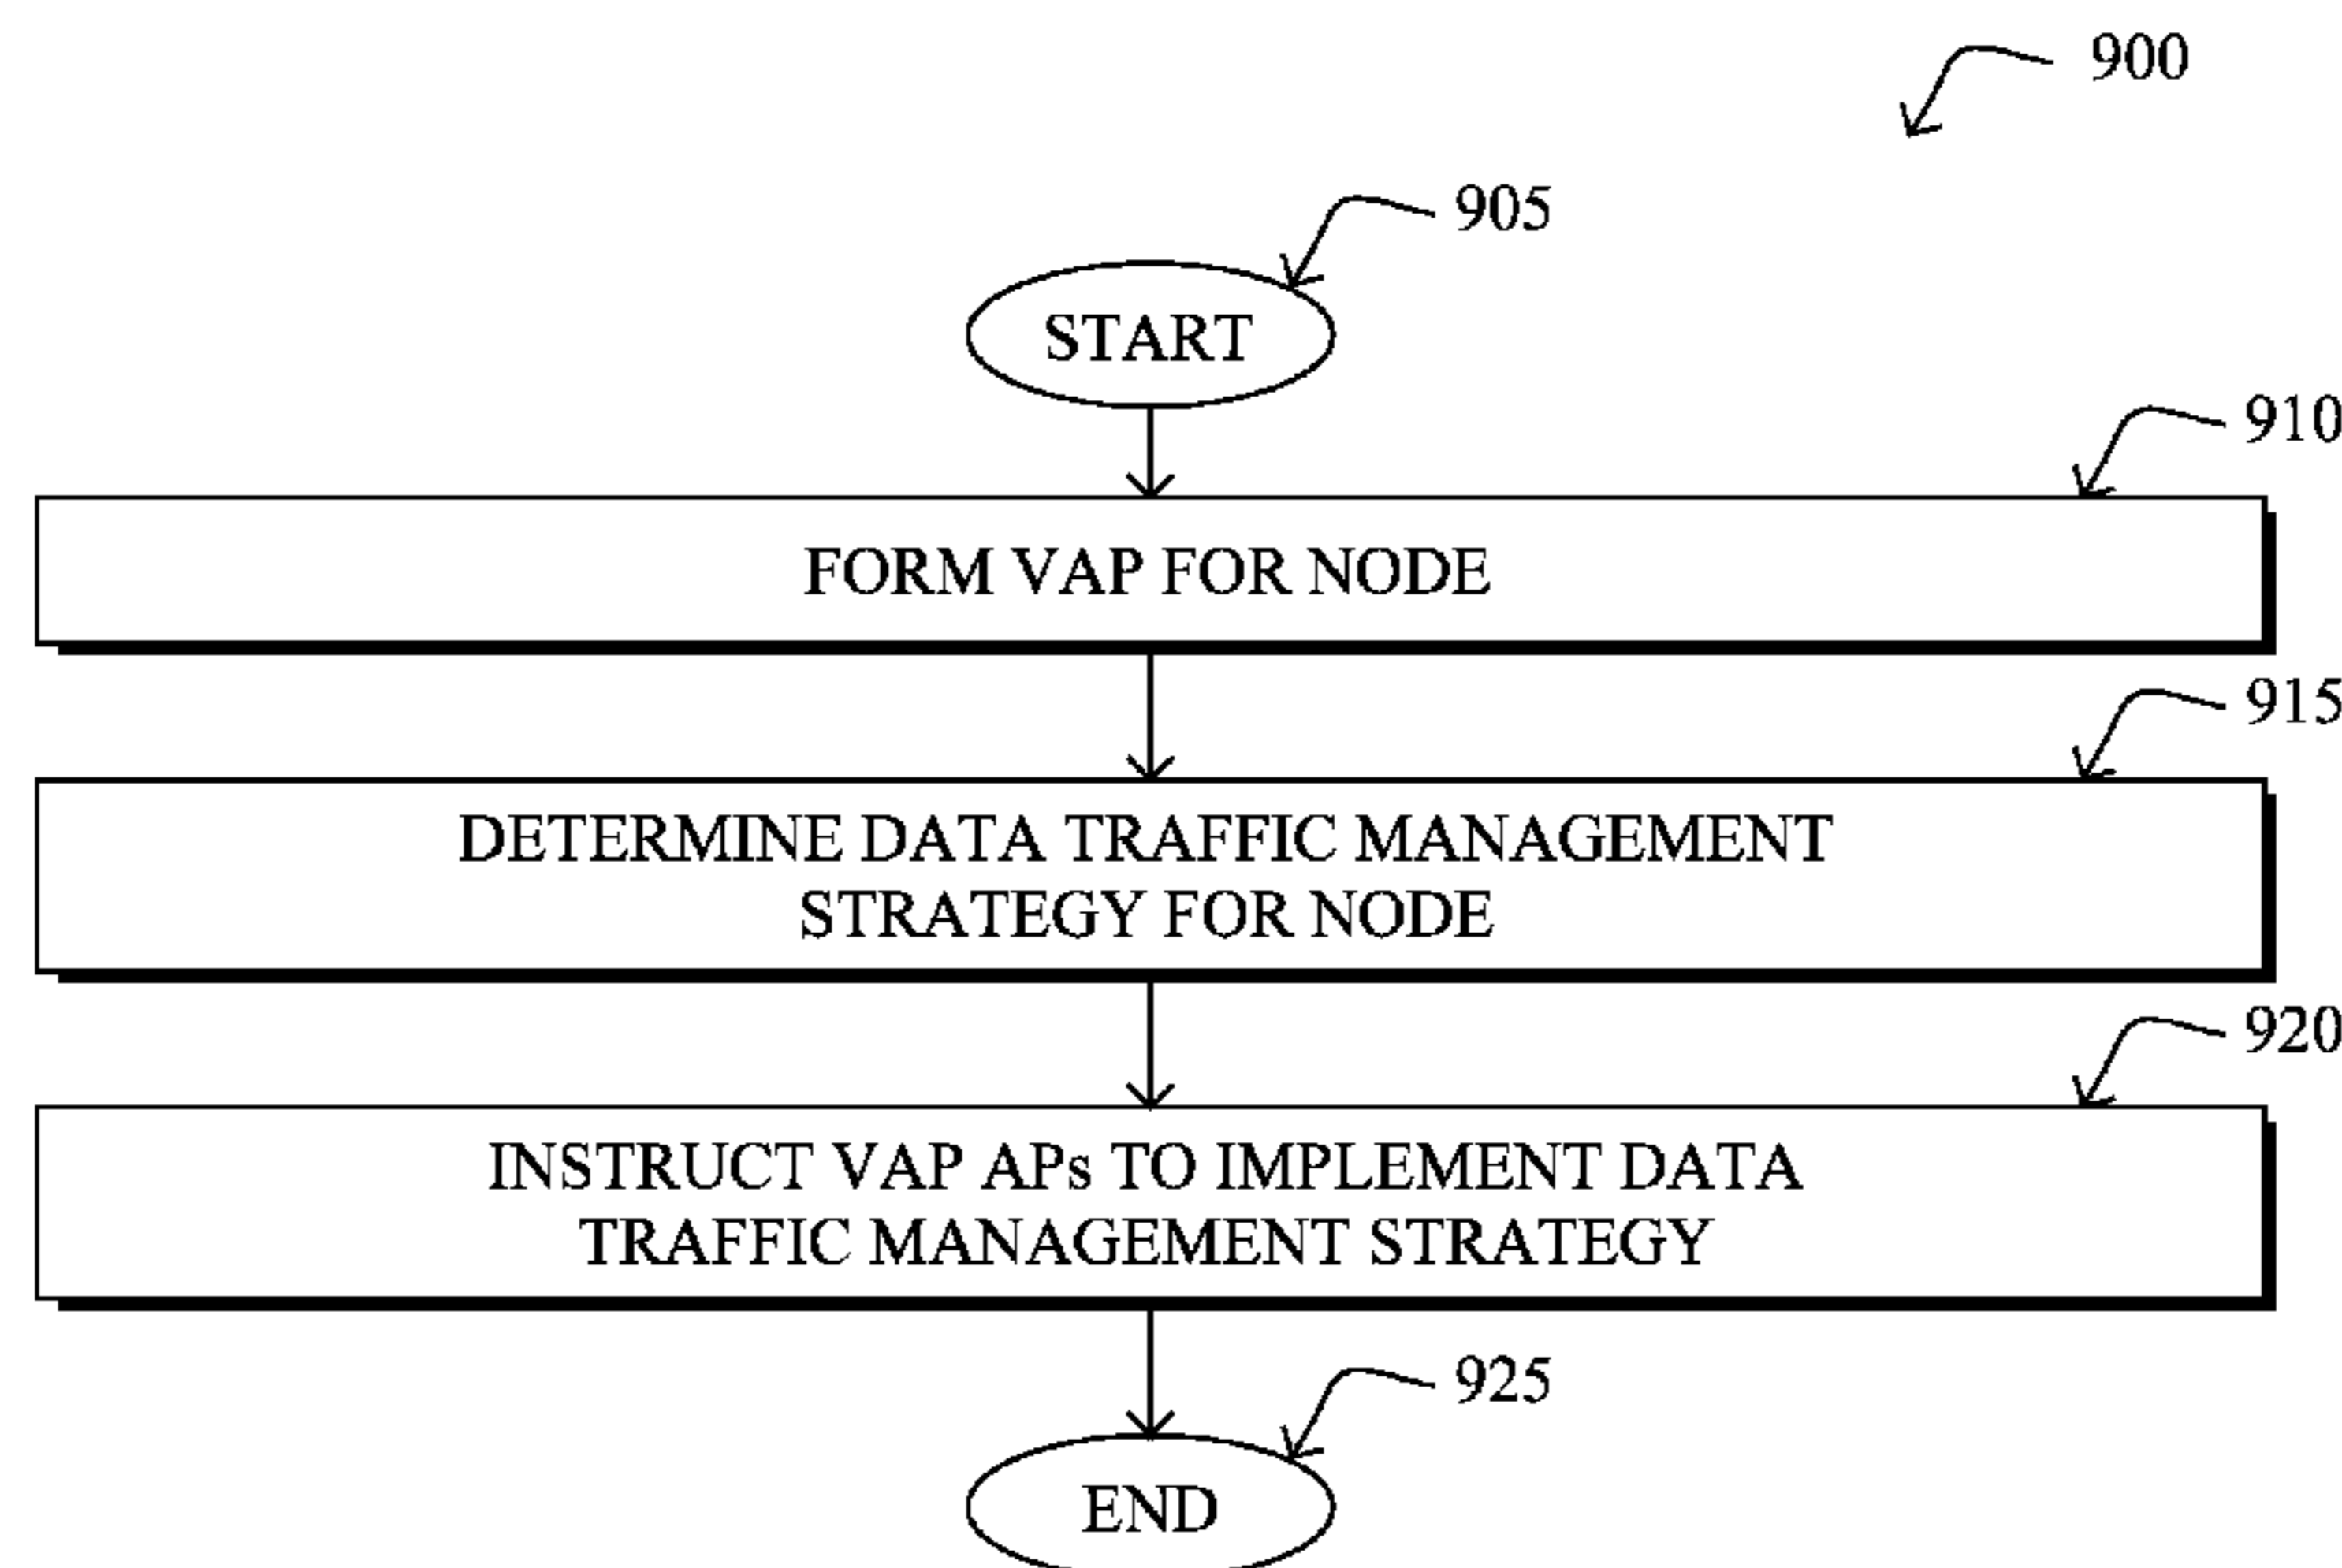 900
905
START
910
FORM VAP FOR NODE
915
DETERMINE DATA TRAFFIC MANAGEMENT
STRATEGY FOR NODE
920
INSTRUCT VAP APs TO IMPLEMENT DATA
TRAFFIC MANAGEMENT STRATEGY
925
END